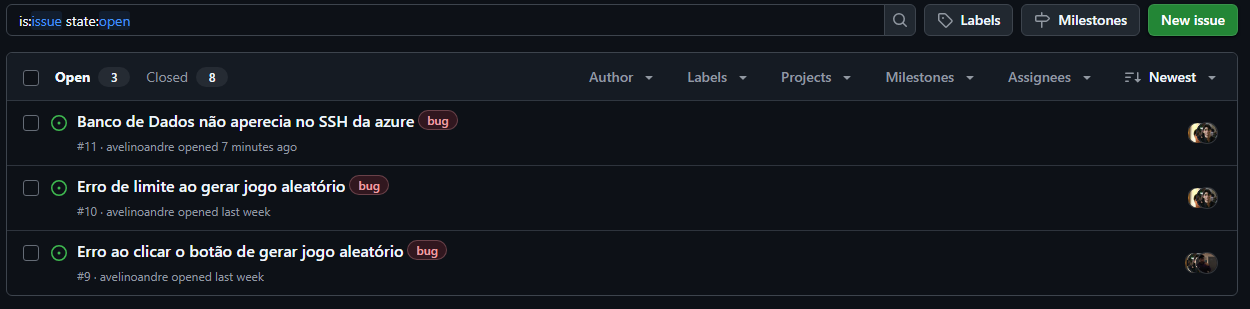 is:issue state:open
Labels
Milestones
New issue
Open 3 Closed 8 Author Labels Projects Milestones Assignees Newest
Banco de Dados não aperecia no SSH da azure bug
#11 · avelinoandre opened 7 minutes ago
Erro de limite ao gerar jogo aleatório bug
#10 · avelinoandre opened last week
Erro ao clicar o botão de gerar jogo aleatório bug
#9 · avelinoandre opened last week